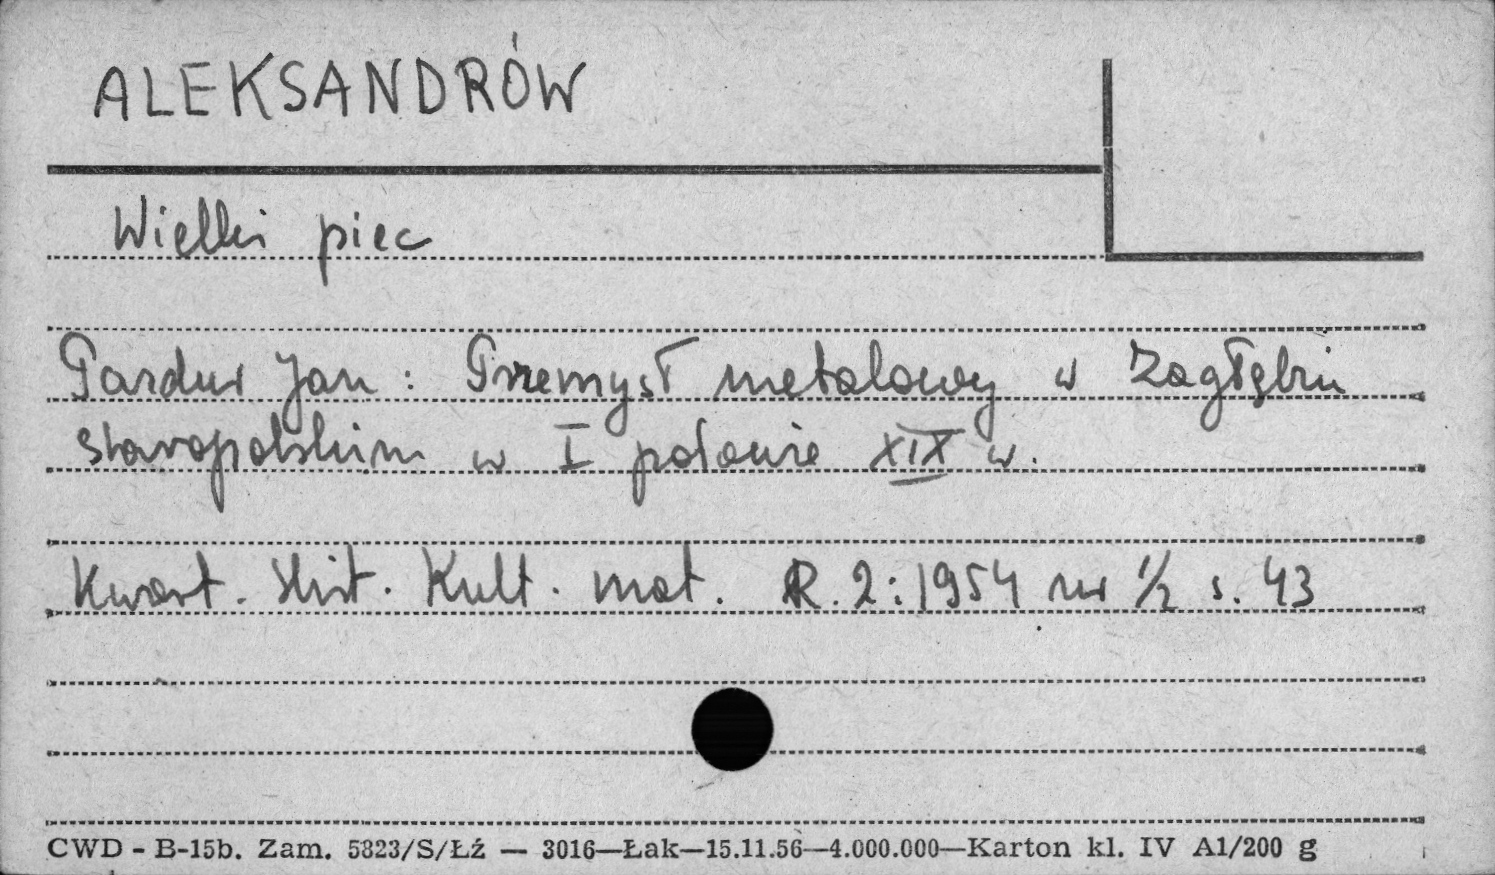 ALEKSANDRÓW
Wielki piec
Pazdur Jan: Przemysł metalowy w Zagłębiu
staropolskim w I połowie XIX w.
Kwart. Hist. Kult. mat. R. 2:1954 nr 1/2 s. 43
CWD - B-15b. Zam. 5823/S/Łź — 3016—Łak—15.11.56—4.000.000—Karton kl. IV A1/200 g